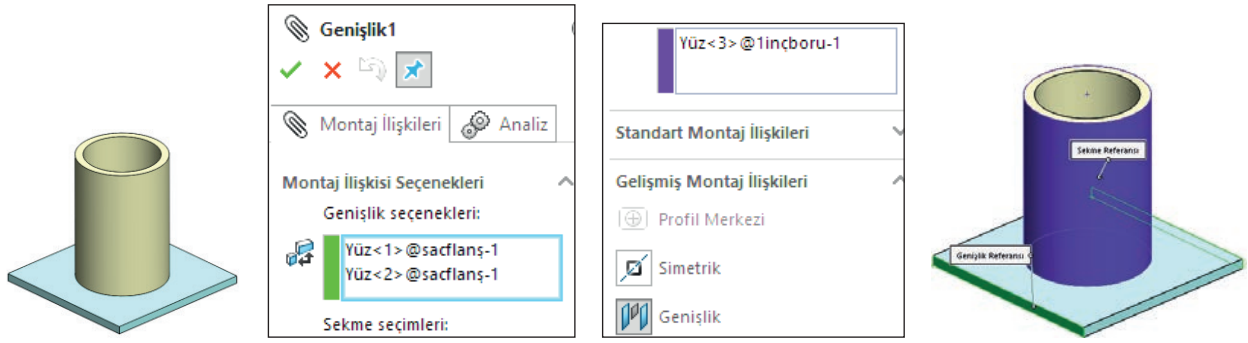 Genişlik1
Montaj İlişkileri
Analiz
Montaj İlişkisi Seçenekleri
Genişlik seçenekleri:
Yüz<1>@sacflanş-1
Yüz<2>@sacflanş-1
Sekme seçimleri:
Yüz<3>@1inçboru-1
Standart Montaj İlişkileri
Gelişmiş Montaj İlişkileri
Profil Merkezi
Simetrik
Genişlik
Sekme Referansı
Genişlik Referansı